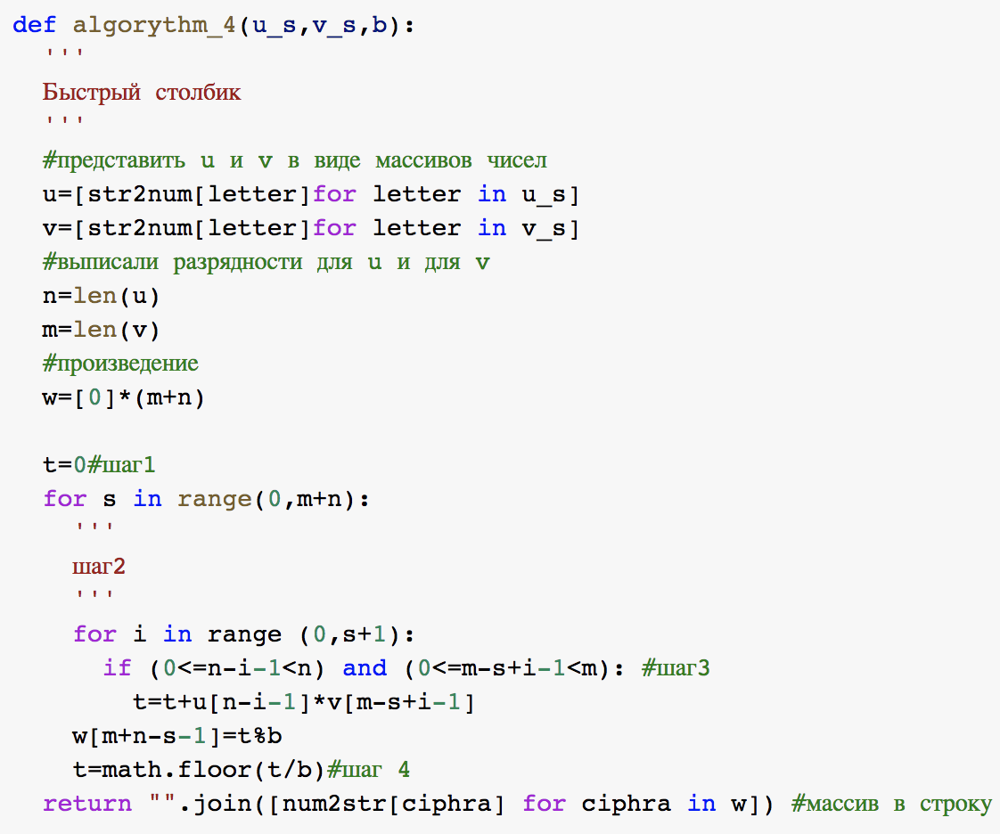 def algorythm_4(u_s,v_s,b):
  '''
  Быстрый столбик
  '''
  #представить u и v в виде массивов чисел
  u=[str2num[letter]for letter in u_s]
  v=[str2num[letter]for letter in v_s]
  #выписали разрядности для u и для v
  n=len(u)
  m=len(v)
  #произведение
  w=[0]*(m+n)

  t=0#шаг1
  for s in range(0,m+n):
    '''
    шаг2
    '''
    for i in range (0,s+1):
      if (0<=n-i-1<n) and (0<=m-s+i-1<m): #шаг3
        t=t+u[n-i-1]*v[m-s+i-1]
    w[m+n-s-1]=t%b
    t=math.floor(t/b)#шаг 4
  return "".join([num2str[ciphra] for ciphra in w]) #массив в строку